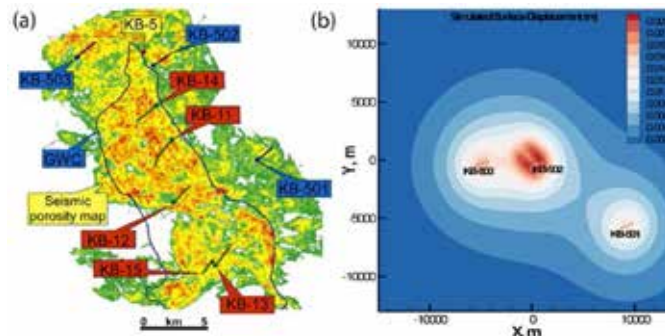 (a)
KB-5
KB-502
KB-503
KB-14
KB-11
GWC
KB-501
Seismic
porosity map
KB-12
KB-15
KB-13
0 km 5
(b)
Simulated Surface Displacement (m)
10000
5000
0
-5000
-10000
Y, m
KB-503
KB-502
KB-501
-10000
0
10000
X, m